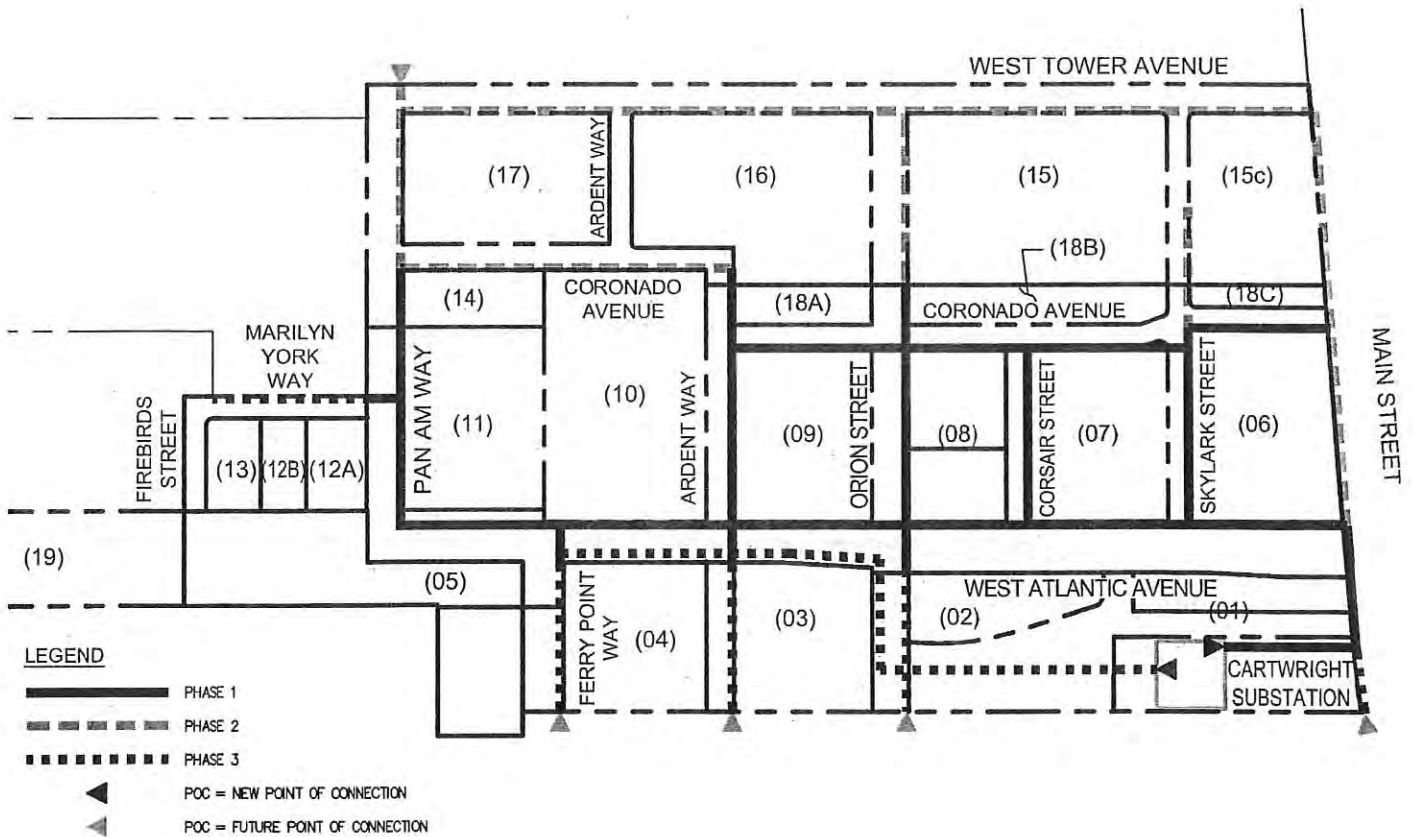 WEST TOWER AVENUE
(17)
ARDENT WAY
(16)
(15)
(15c)
(18B)
(14)
CORONADO
AVENUE
(18A)
CORONADO AVENUE
(18C)
MARILYN
YORK
WAY
MAIN STREET
FIREBIRDS
STREET
(13)
(12B)
(12A)
PAN AM WAY
(11)
(10)
ARDENT WAY
(09)
ORION STREET
(08)
CORSAIR STREET
(07)
SKYLARK STREET
(06)
(19)
(05)
FERRY POINT
WAY
(04)
(03)
(02)
WEST ATLANTIC AVENUE
(01)
CARTWRIGHT
SUBSTATION
LEGEND
PHASE 1
PHASE 2
PHASE 3
POC = NEW POINT OF CONNECTION
POC = FUTURE POINT OF CONNECTION